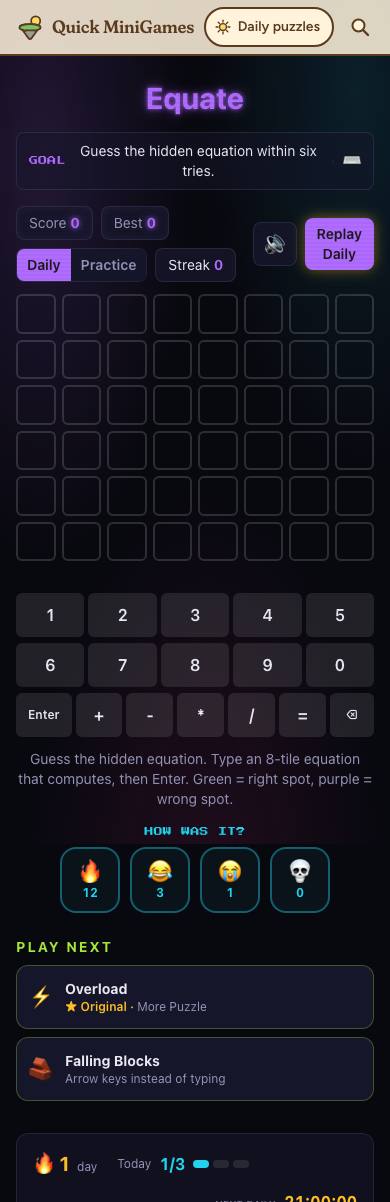 Quick MiniGames
Daily puzzles
Equate
GOAL
Guess the hidden equation within six
tries.
Score 0
Best 0
Daily
Practice
Streak 0
Replay
Daily
1 2 3 4 5
6 7 8 9 0
Enter + - * / =
Guess the hidden equation. Type an 8-tile equation
that computes, then Enter. Green = right spot, purple =
wrong spot.
HOW WAS IT?
12 3 1 0
PLAY NEXT
Overload
Original · More Puzzle
Falling Blocks
Arrow keys instead of typing
1 day
Today 1/3
21:00:00